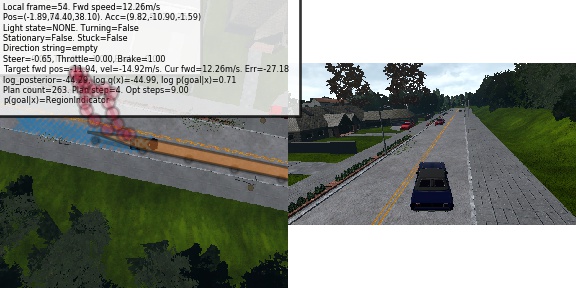 Local frame=54. Fwd speed=12.26m/s
Pos=(-1.89,74.40,38.10). Acc=(9.82,-10.90,-1.59)
Light state=NONE. Turning=False
Stationary=False. Stuck=False
Direction string=empty
Steer=-0.65, Throttle=0.00, Brake=1.00
Target fwd pos=-11.94, vel=-14.92m/s. Cur fwd=12.26m/s. Err=-27.18
log q(x)=-44.99, log p(goal|x)=0.71
Plan count=263. Plan step=4. Opt steps=9.00
p(goal|x)=RegionIndicator